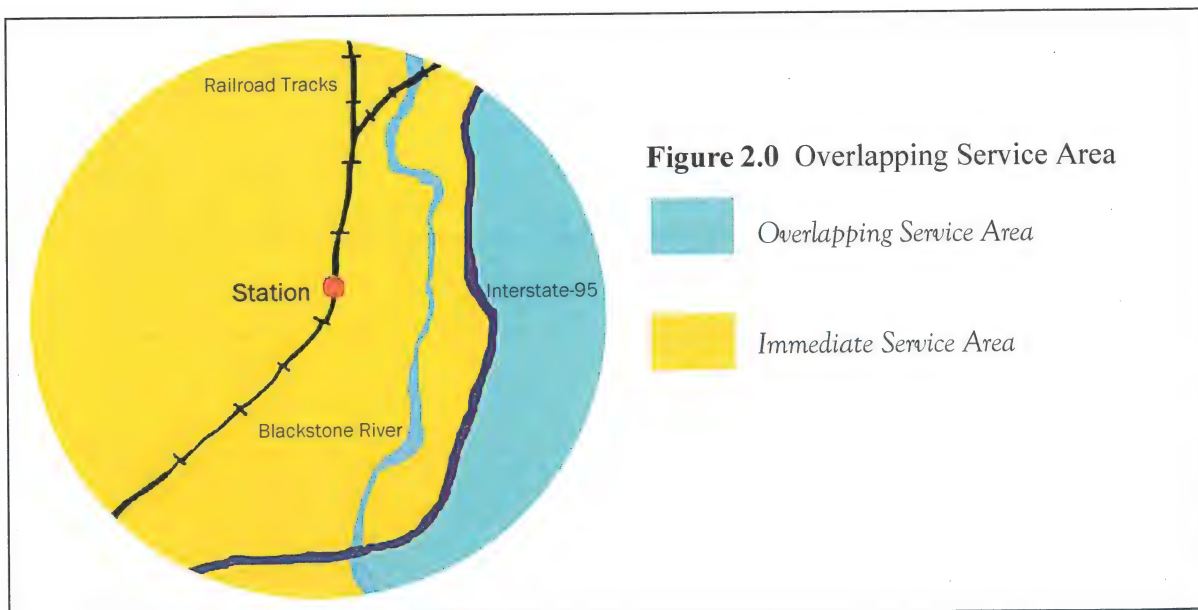 Railroad Tracks
Station
Interstate-95
Blackstone River
Figure 2.0 Overlapping Service Area
Overlapping Service Area
Immediate Service Area